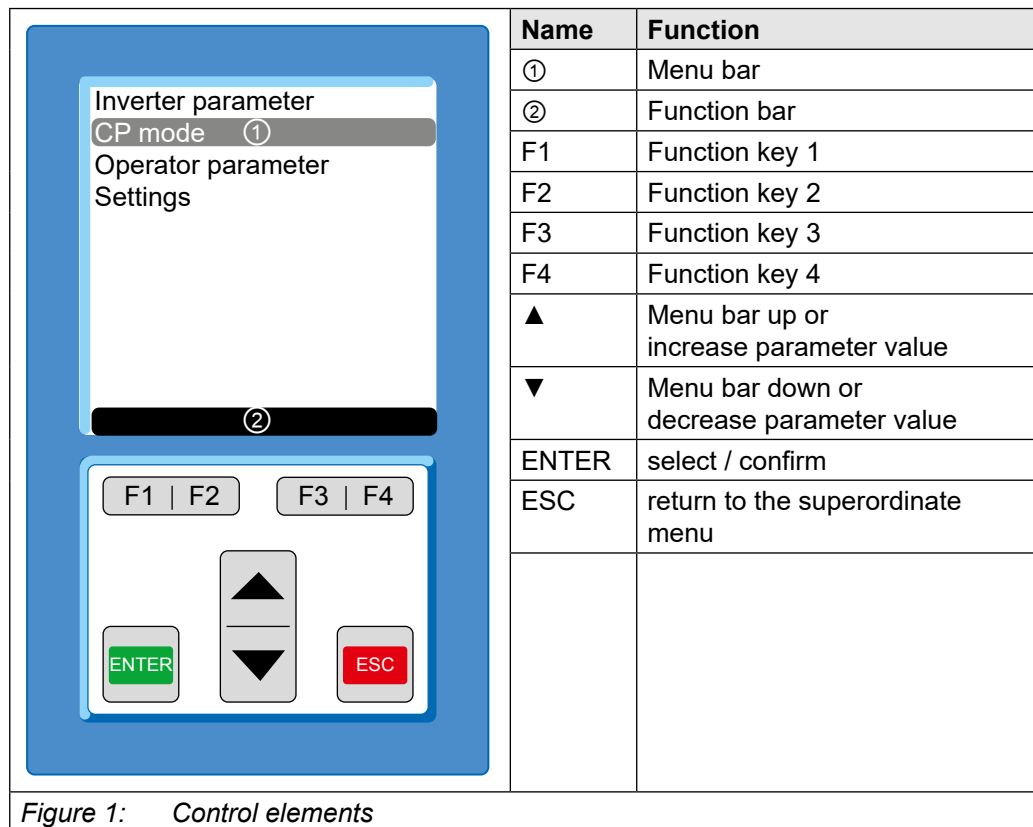 Inverter parameter
CP mode ①
Operator parameter
Settings
②
F1 | F2
F3 | F4
ENTER
▲
▼
ESC
Name Function
① Menu bar
② Function bar
F1 Function key 1
F2 Function key 2
F3 Function key 3
F4 Function key 4
▲ Menu bar up or
increase parameter value
▼ Menu bar down or
decrease parameter value
ENTER select / confirm
ESC return to the superordinate
menu
Figure 1: Control elements